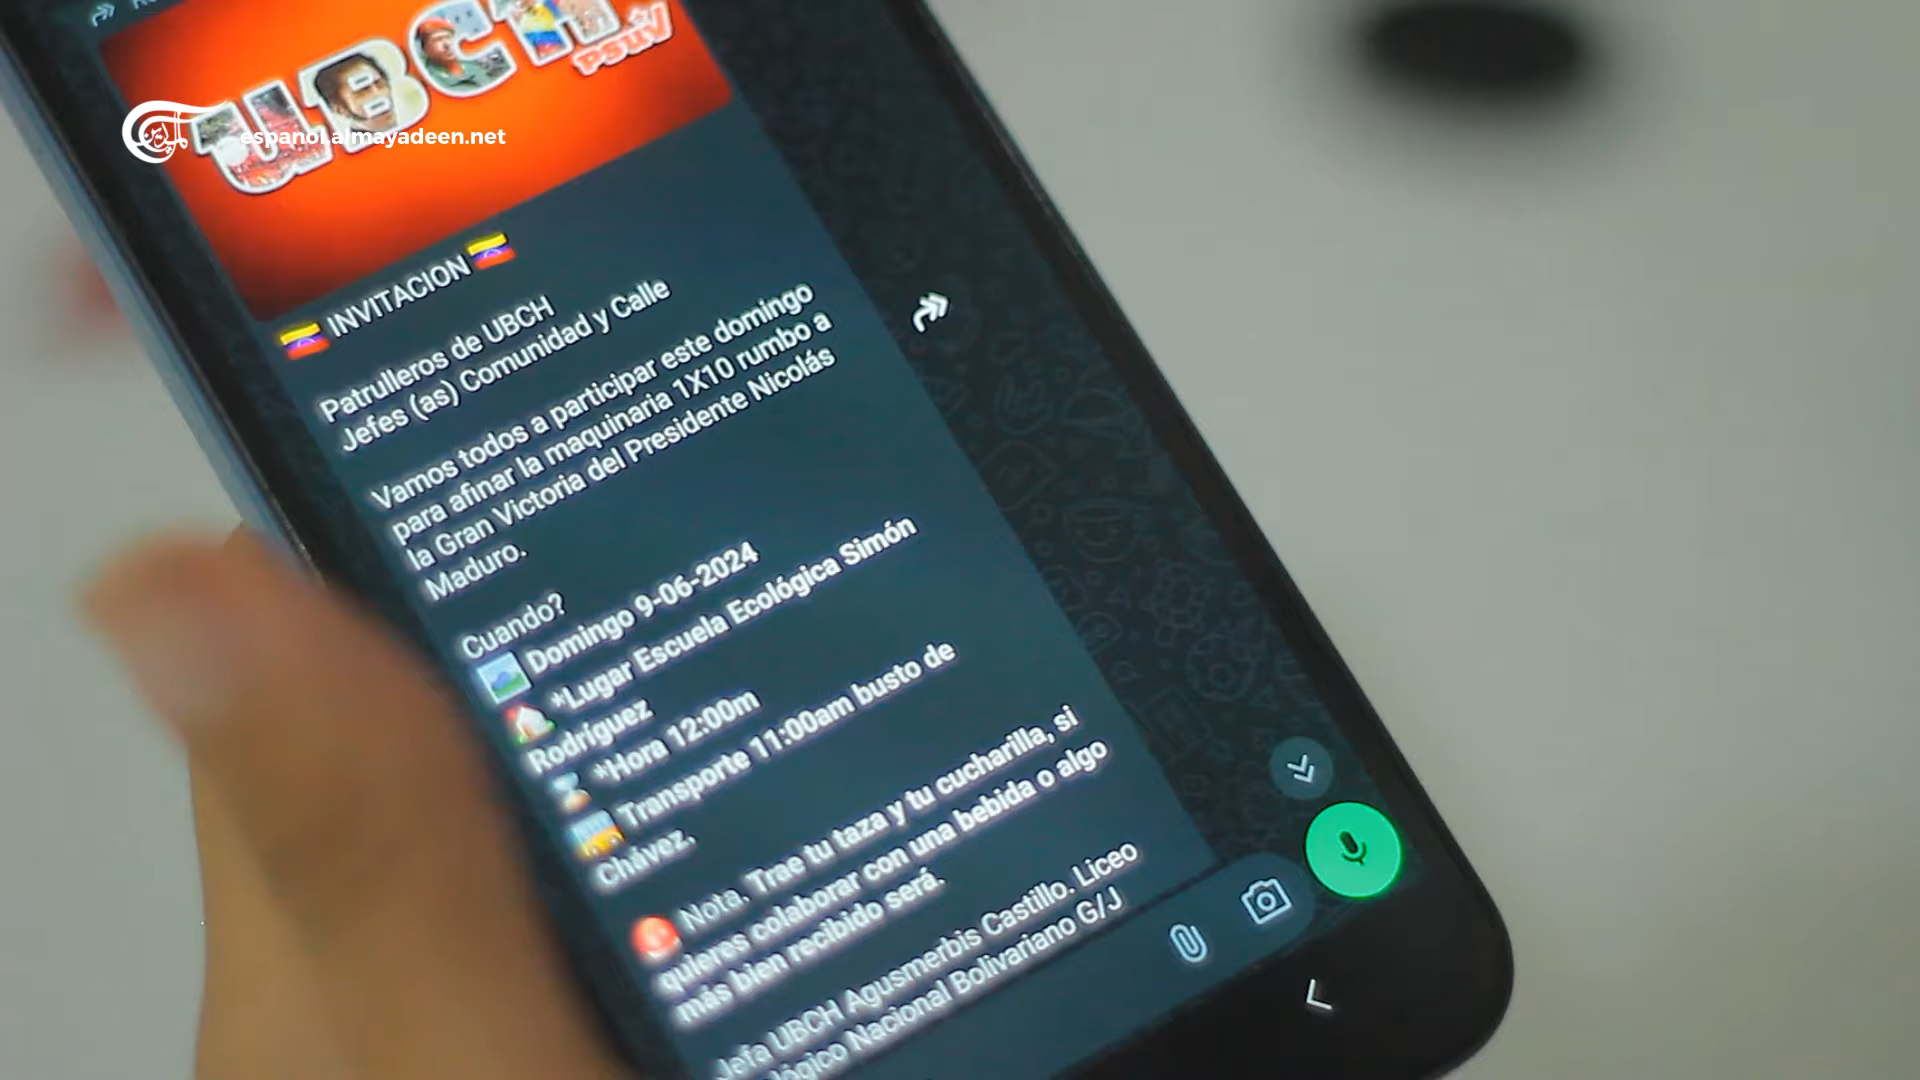 UBCH
PSUV
espanol.almayadeen.net
INVITACION
Patrulleros de UBCH
Jefes (as) Comunidad y Calle
Vamos todos a participar este domingo
para afinar la maquinaria 1X10 rumbo a
la Gran Victoria del Presidente Nicolás
Maduro.
Cuando?
Domingo 9-06-2024
*Lugar Escuela Ecológica Simón
Rodríguez
*Hora 12:00m
Transporte 11:00am busto de
Chávez.
Nota. Trae tu taza y tu cucharilla, si
quieres colaborar con una bebida o algo
más bien recibido será.
Jefa UBCH Agusmerbis Castillo. Liceo
Nacional Bolivariano G/J